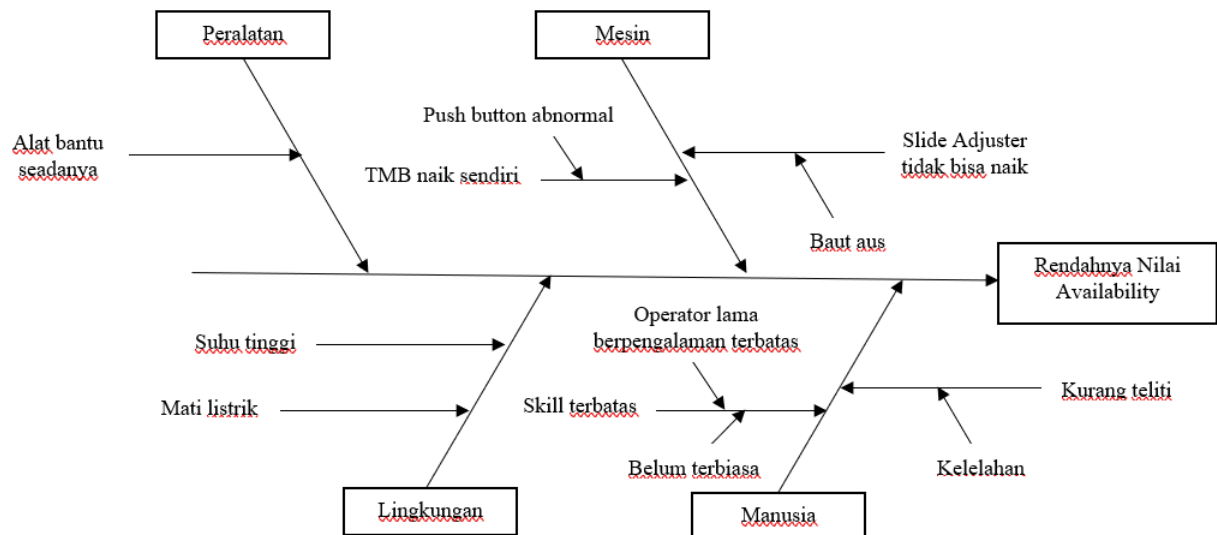 Peralatan
Mesin
Push button abnormal
Alat bantu
seadanya
TMB naik sendiri
Slide Adjuster
tidak bisa naik
Baut aus
Rendahnya Nilai
Availability
Suhu tinggi
Operator lama
berpengalaman terbatas
Mati listrik
Skill terbatas
Kurang teliti
Belum terbiasa
Kelelahan
Lingkungan
Manusia